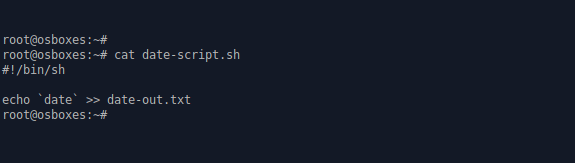 root@osboxes:~#
root@osboxes:~# cat date-script.sh
#!/bin/sh
echo `date` >> date-out.txt
root@osboxes:~#